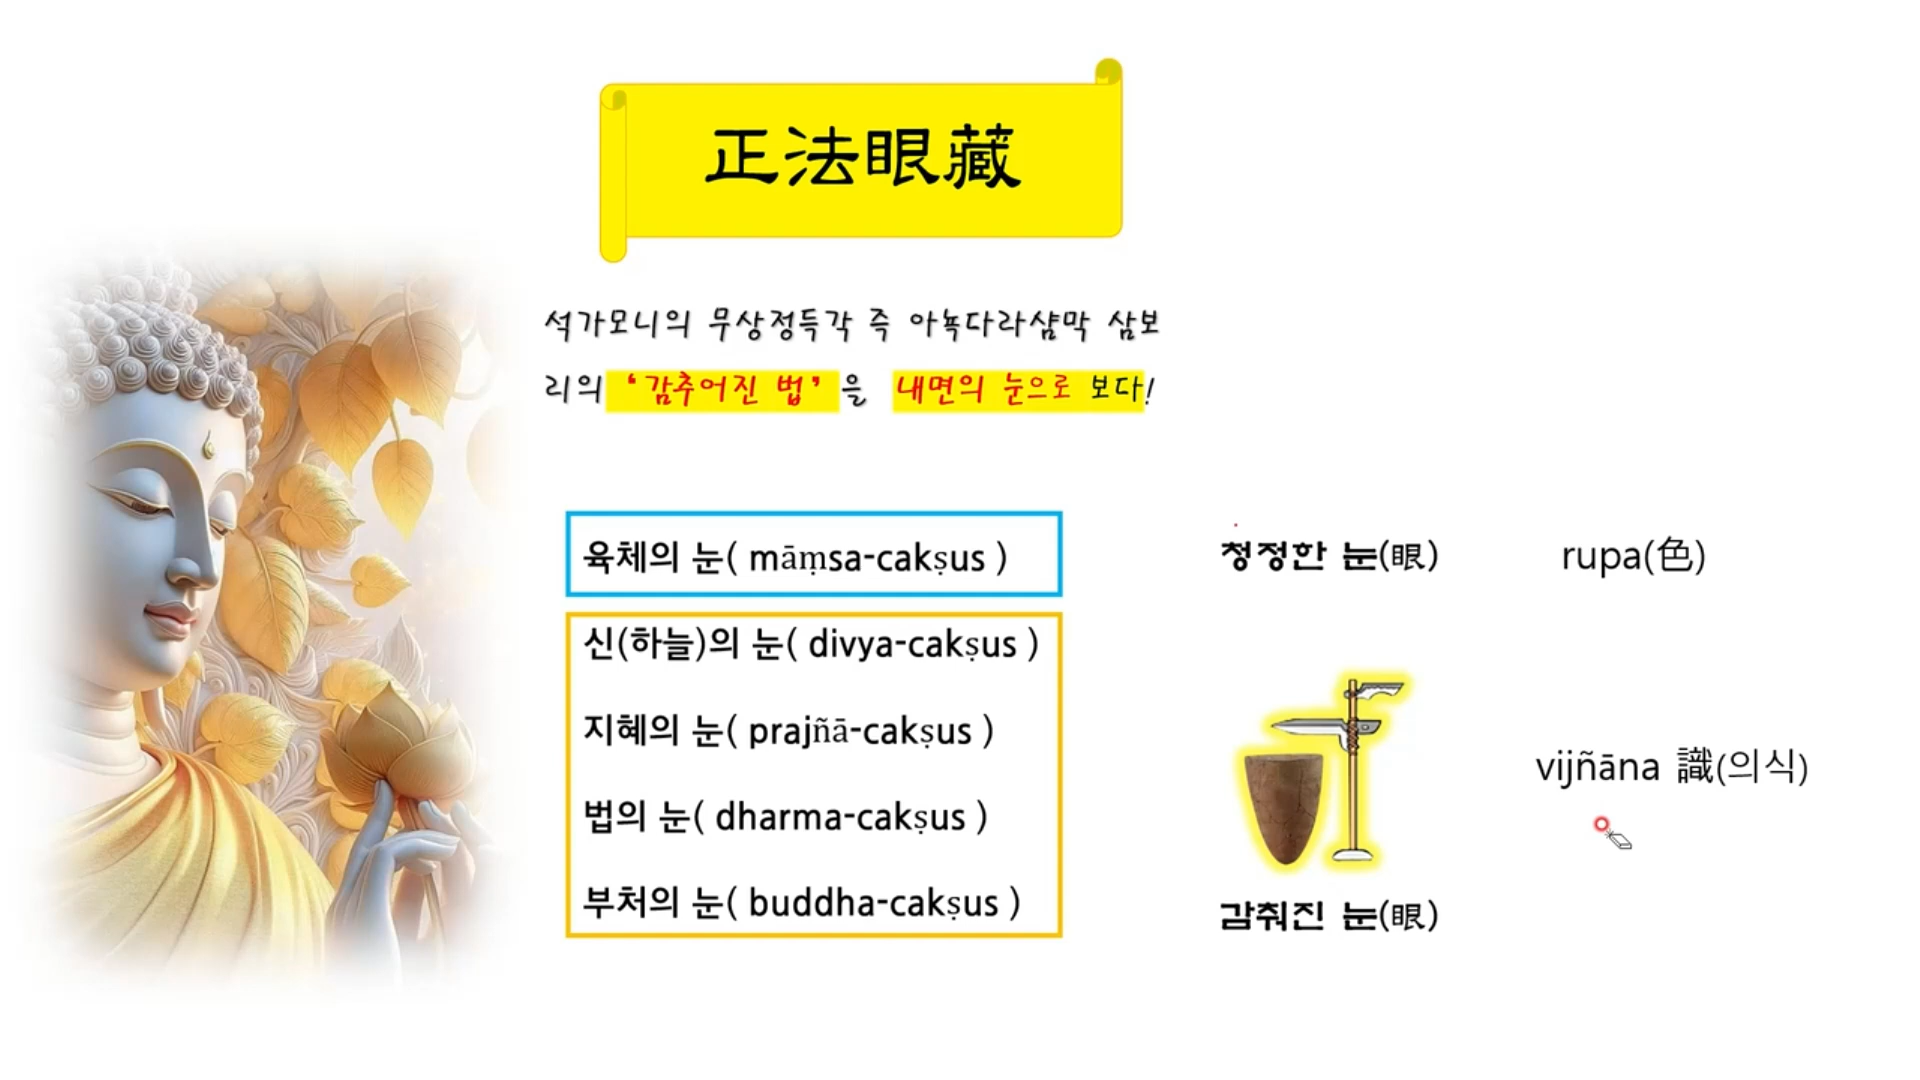 正法眼藏
석가모니의 무상정득각 즉 아뇩다라샴막 삼보
리의 ‘감추어진 법’을 내면의 눈으로 보다!
육체의 눈( māṃsa-cakṣus )
청정한 눈(眼)
rupa(色)
신(하늘)의 눈( divya-cakṣus )
지혜의 눈( prajñā-cakṣus )
법의 눈( dharma-cakṣus )
부처의 눈( buddha-cakṣus )
vijñāna 識(의식)
감춰진 눈(眼)